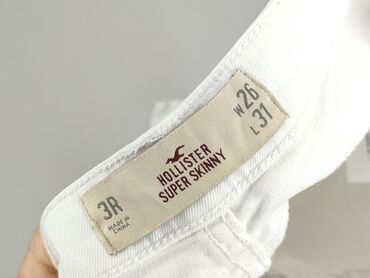 3R
MADE IN
CHINA
HOLLISTER
SUPER SKINNY
W26
L31